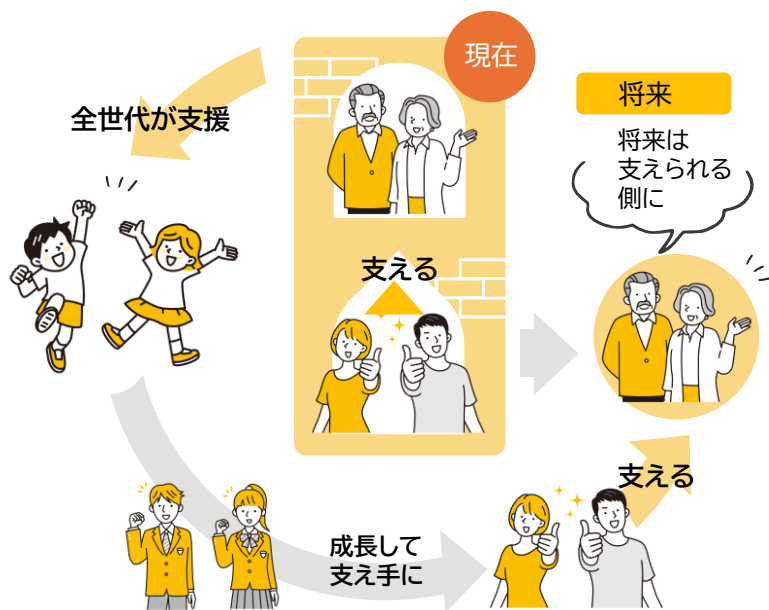 現在
全世代が支援
支える
将来
将来は
支えられる
側に
支える
成長して
支え手に